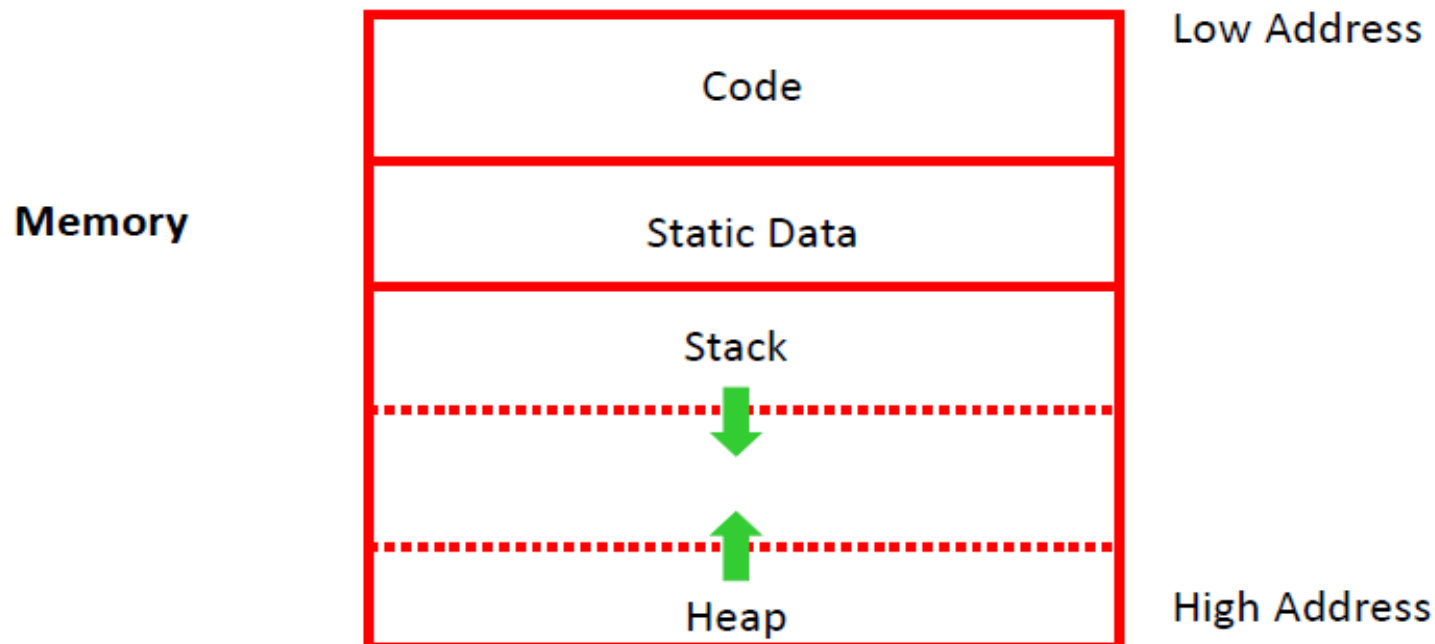 Low Address
Code
Memory
Static Data
Stack
Heap
High Address